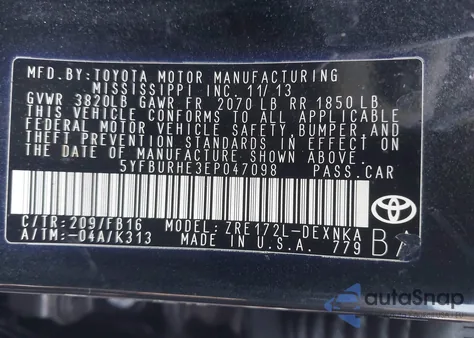 MFD.BY:TOYOTA MOTOR MANUFACTURING
MISSISSIPPI INC. 11/13
GVWR 3820LB GAWR FR 2070 LB RR 1850 LB
THIS VEHICLE CONFORMS TO ALL APPLICABLE
FEDERAL MOTOR VEHICLE SAFETY, BUMPER, AND
THEFT PREVENTION STANDARDS IN EFFECT ON
THE DATE OF MANUFACTURE SHOWN ABOVE.
5YFBURHE3EP047098 PASS.CAR
C/TR:209/FB16 MODEL:ZRE172L-DEXNKA
A/TM:-04A/K313 MADE IN U.S.A. 779
BA
TOYOTA
autoSnap